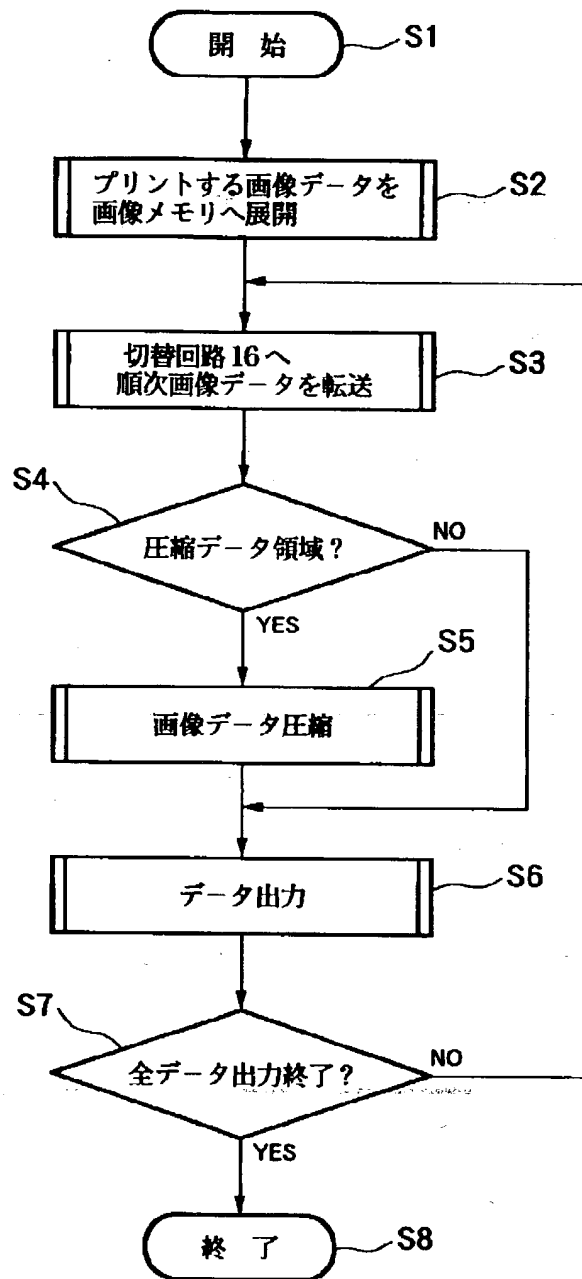 開 始
S1
プリントする画像データを
画像メモリへ展開
S2
切替回路16へ
順次画像データを転送
S3
S4
圧縮データ領域？
NO
YES
S5
画像データ圧縮
データ出力
S6
S7
全データ出力終了？
NO
YES
終 了
S8